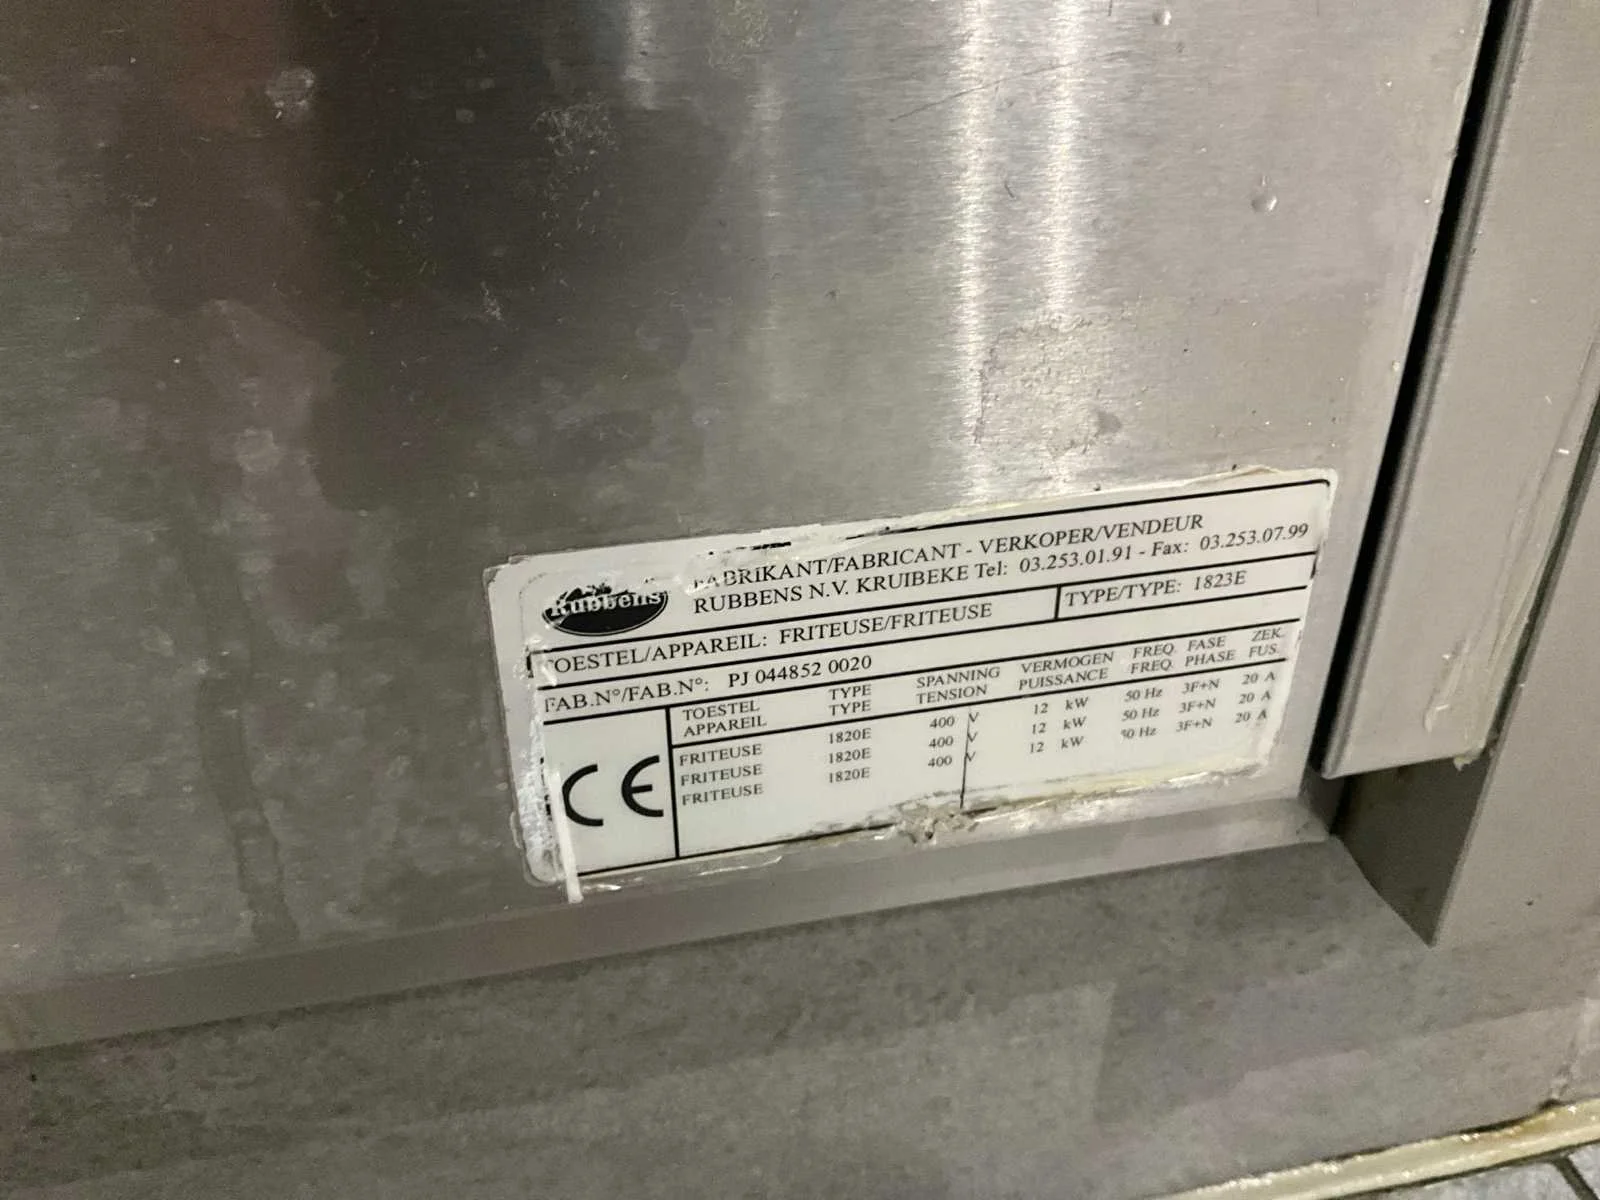 Rubbens
FABRIKANT/FABRICANT - VERKOPER/VENDEUR
RUBBENS N.V. KRUIBEKE Tel: 03.253.01.91 - Fax: 03.253.07.99
TOESTEL/APPAREIL: FRITEUSE/FRITEUSE TYPE/TYPE: 1823E
FAB.N°/FAB.N°: PJ 044852 0020
TOESTEL TYPE SPANNING VERMOGEN FREQ. FASE ZEK.
APPAREIL TYPE TENSION PUISSANCE FREQ. PHASE FUS.
FRITEUSE 1820E 400 V 12 kW 50 Hz 3F+N 20 A
FRITEUSE 1820E 400 V 12 kW 50 Hz 3F+N 20 A
FRITEUSE 1820E 400 V 12 kW 50 Hz 3F+N 20 A
CE